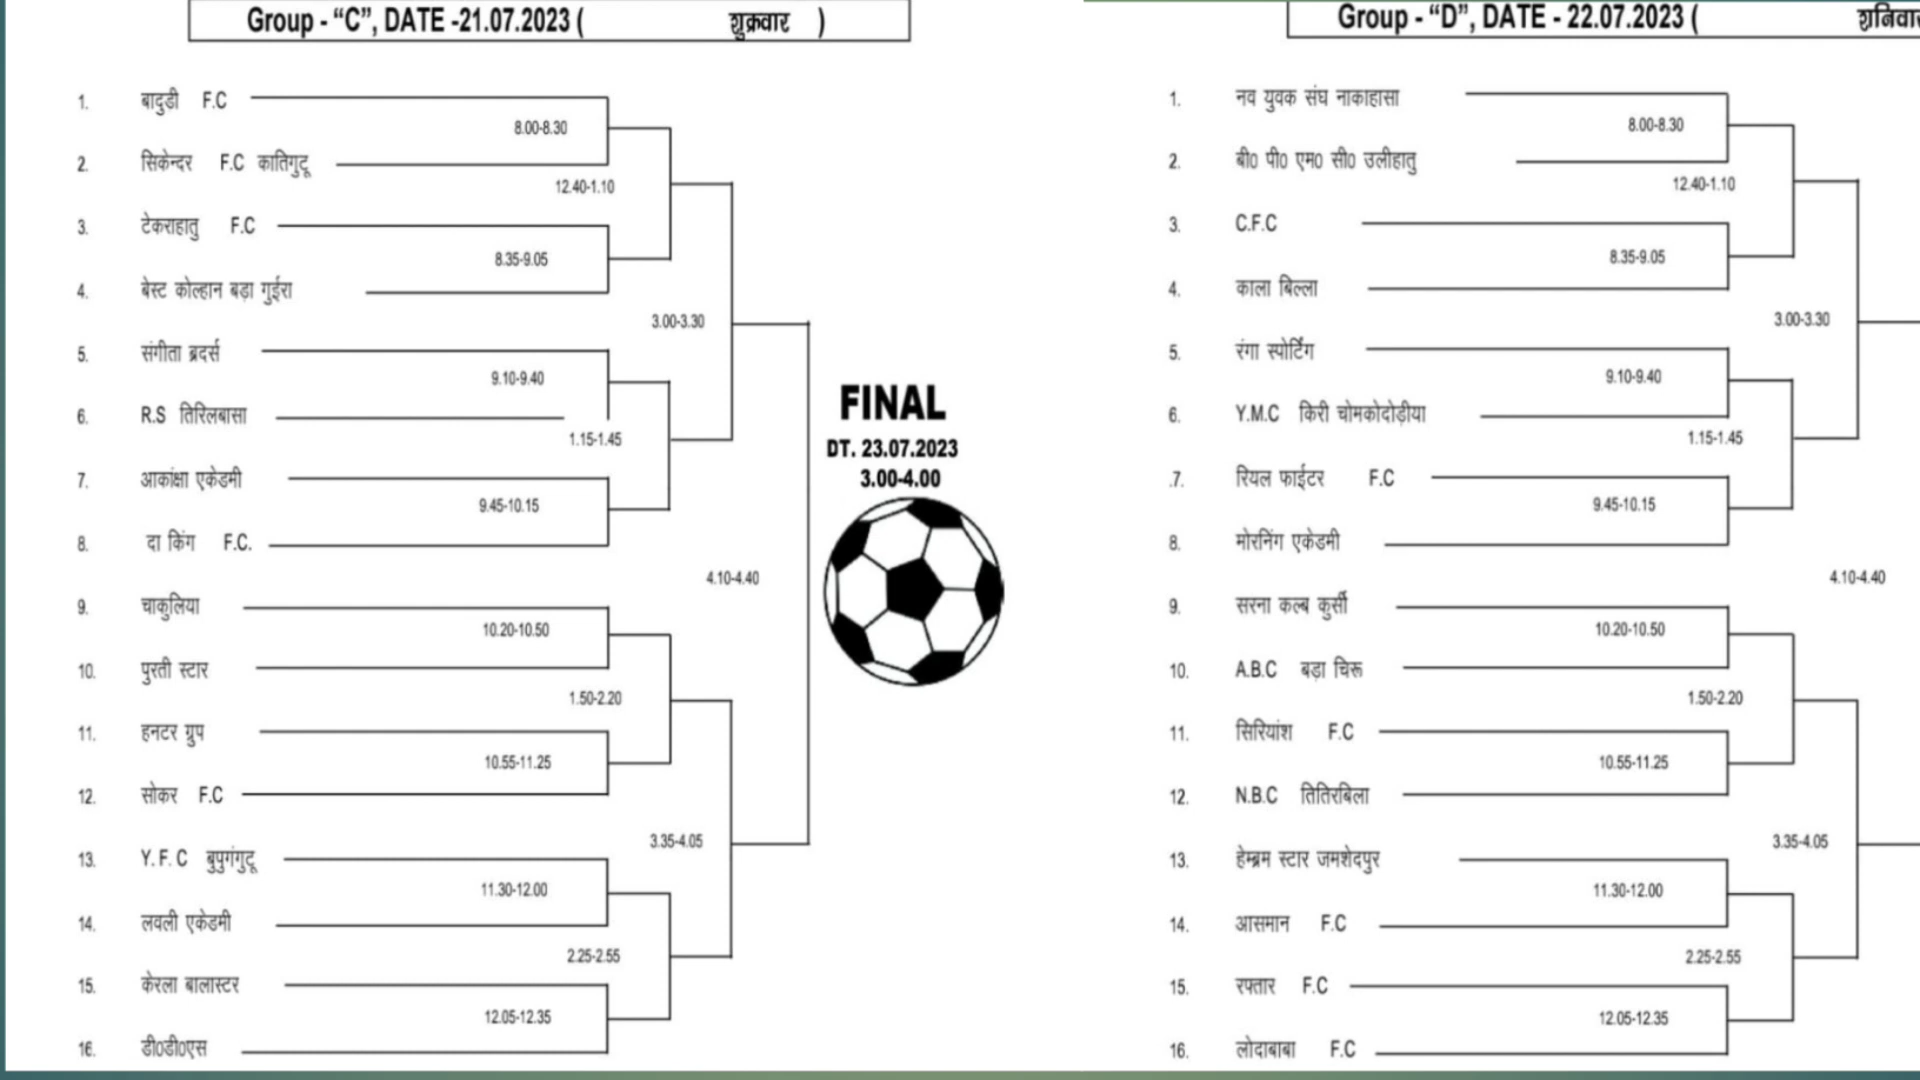 Group - “C”, DATE -21.07.2023 ( शुक्रवार )
1. बादुडी F.C
8.00-8.30
2. सिकेन्दर F.C कातिगुटू
12.40-1.10
3. टेकराहातु F.C
8.35-9.05
4. बेस्ट कोल्हान बड़ा गुईरा
3.00-3.30
5. संगीता ब्रदर्स
9.10-9.40
6. R.S तिरिलबासा
1.15-1.45
7. आकांक्षा एकेडमी
9.45-10.15
8. दा किंग F.C.
4.10-4.40
9. चाकुलिया
10.20-10.50
10. पुरती स्टार
1.50-2.20
11. हनटर ग्रुप
10.55-11.25
12. सोकर F.C
3.35-4.05
13. Y.F.C बुपुगंगुटू
11.30-12.00
14. लवली एकेडमी
2.25-2.55
15. केरला बालास्टर
12.05-12.35
16. डी0डी0एस
FINAL
DT. 23.07.2023
3.00-4.00
Group - “D”, DATE - 22.07.2023 ( शनिवार
1. नव युवक संघ नाकाहासा
8.00-8.30
2. बी0 पी0 एम0 सी0 उलीहातु
12.40-1.10
3. C.F.C
8.35-9.05
4. काला बिल्ला
3.00-3.30
5. रंगा स्पोर्टिंग
9.10-9.40
6. Y.M.C किरी चोमकोदोड़ीया
1.15-1.45
.7. रियल फाईटर F.C
9.45-10.15
8. मोरनिंग एकेडमी
4.10-4.40
9. सरना कल्ब कुर्सी
10.20-10.50
10. A.B.C बड़ा चिरू
1.50-2.20
11. सिरियांश F.C
10.55-11.25
12. N.B.C तितिरबिला
3.35-4.05
13. हेम्ब्रम स्टार जमशेदपुर
11.30-12.00
14. आसमान F.C
2.25-2.55
15. रफ्तार F.C
12.05-12.35
16. लोदाबाबा F.C